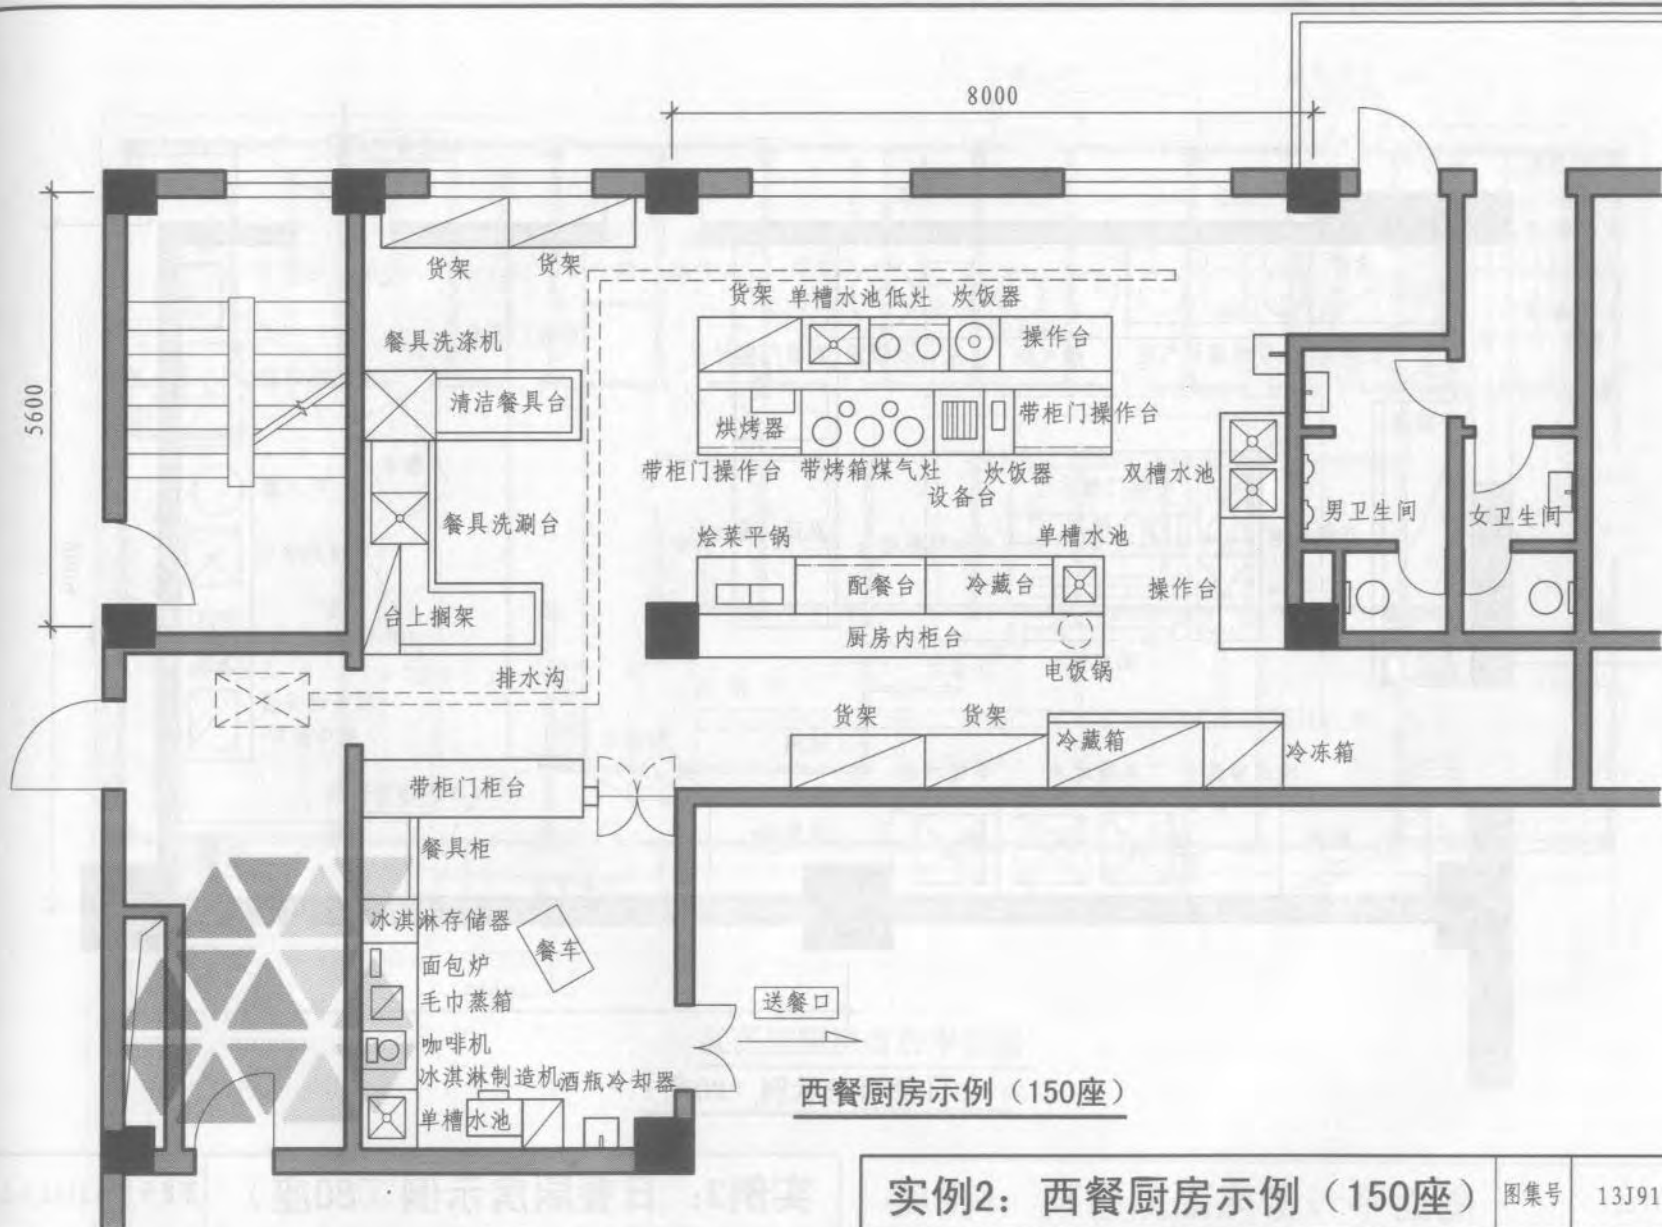 8000
5600
货架
货架
货架
单槽水池
低灶
炊饭器
操作台
餐具洗涤机
清洁餐具台
烘烤器
带柜门操作台
带柜门操作台
带烤箱煤气灶
炊饭器
设备台
双槽水池
男卫生间
女卫生间
餐具洗涮台
台上搁架
烩菜平锅
单槽水池
配餐台
冷藏台
操作台
厨房内柜台
电饭锅
排水沟
货架
货架
冷藏箱
冷冻箱
带柜门柜台
餐具柜
冰淇淋存储器
餐车
面包炉
毛巾蒸箱
咖啡机
冰淇淋制造机
酒瓶冷却器
单槽水池
送餐口
西餐厨房示例（150座）
实例2：西餐厨房示例（150座）
图集号
13J91